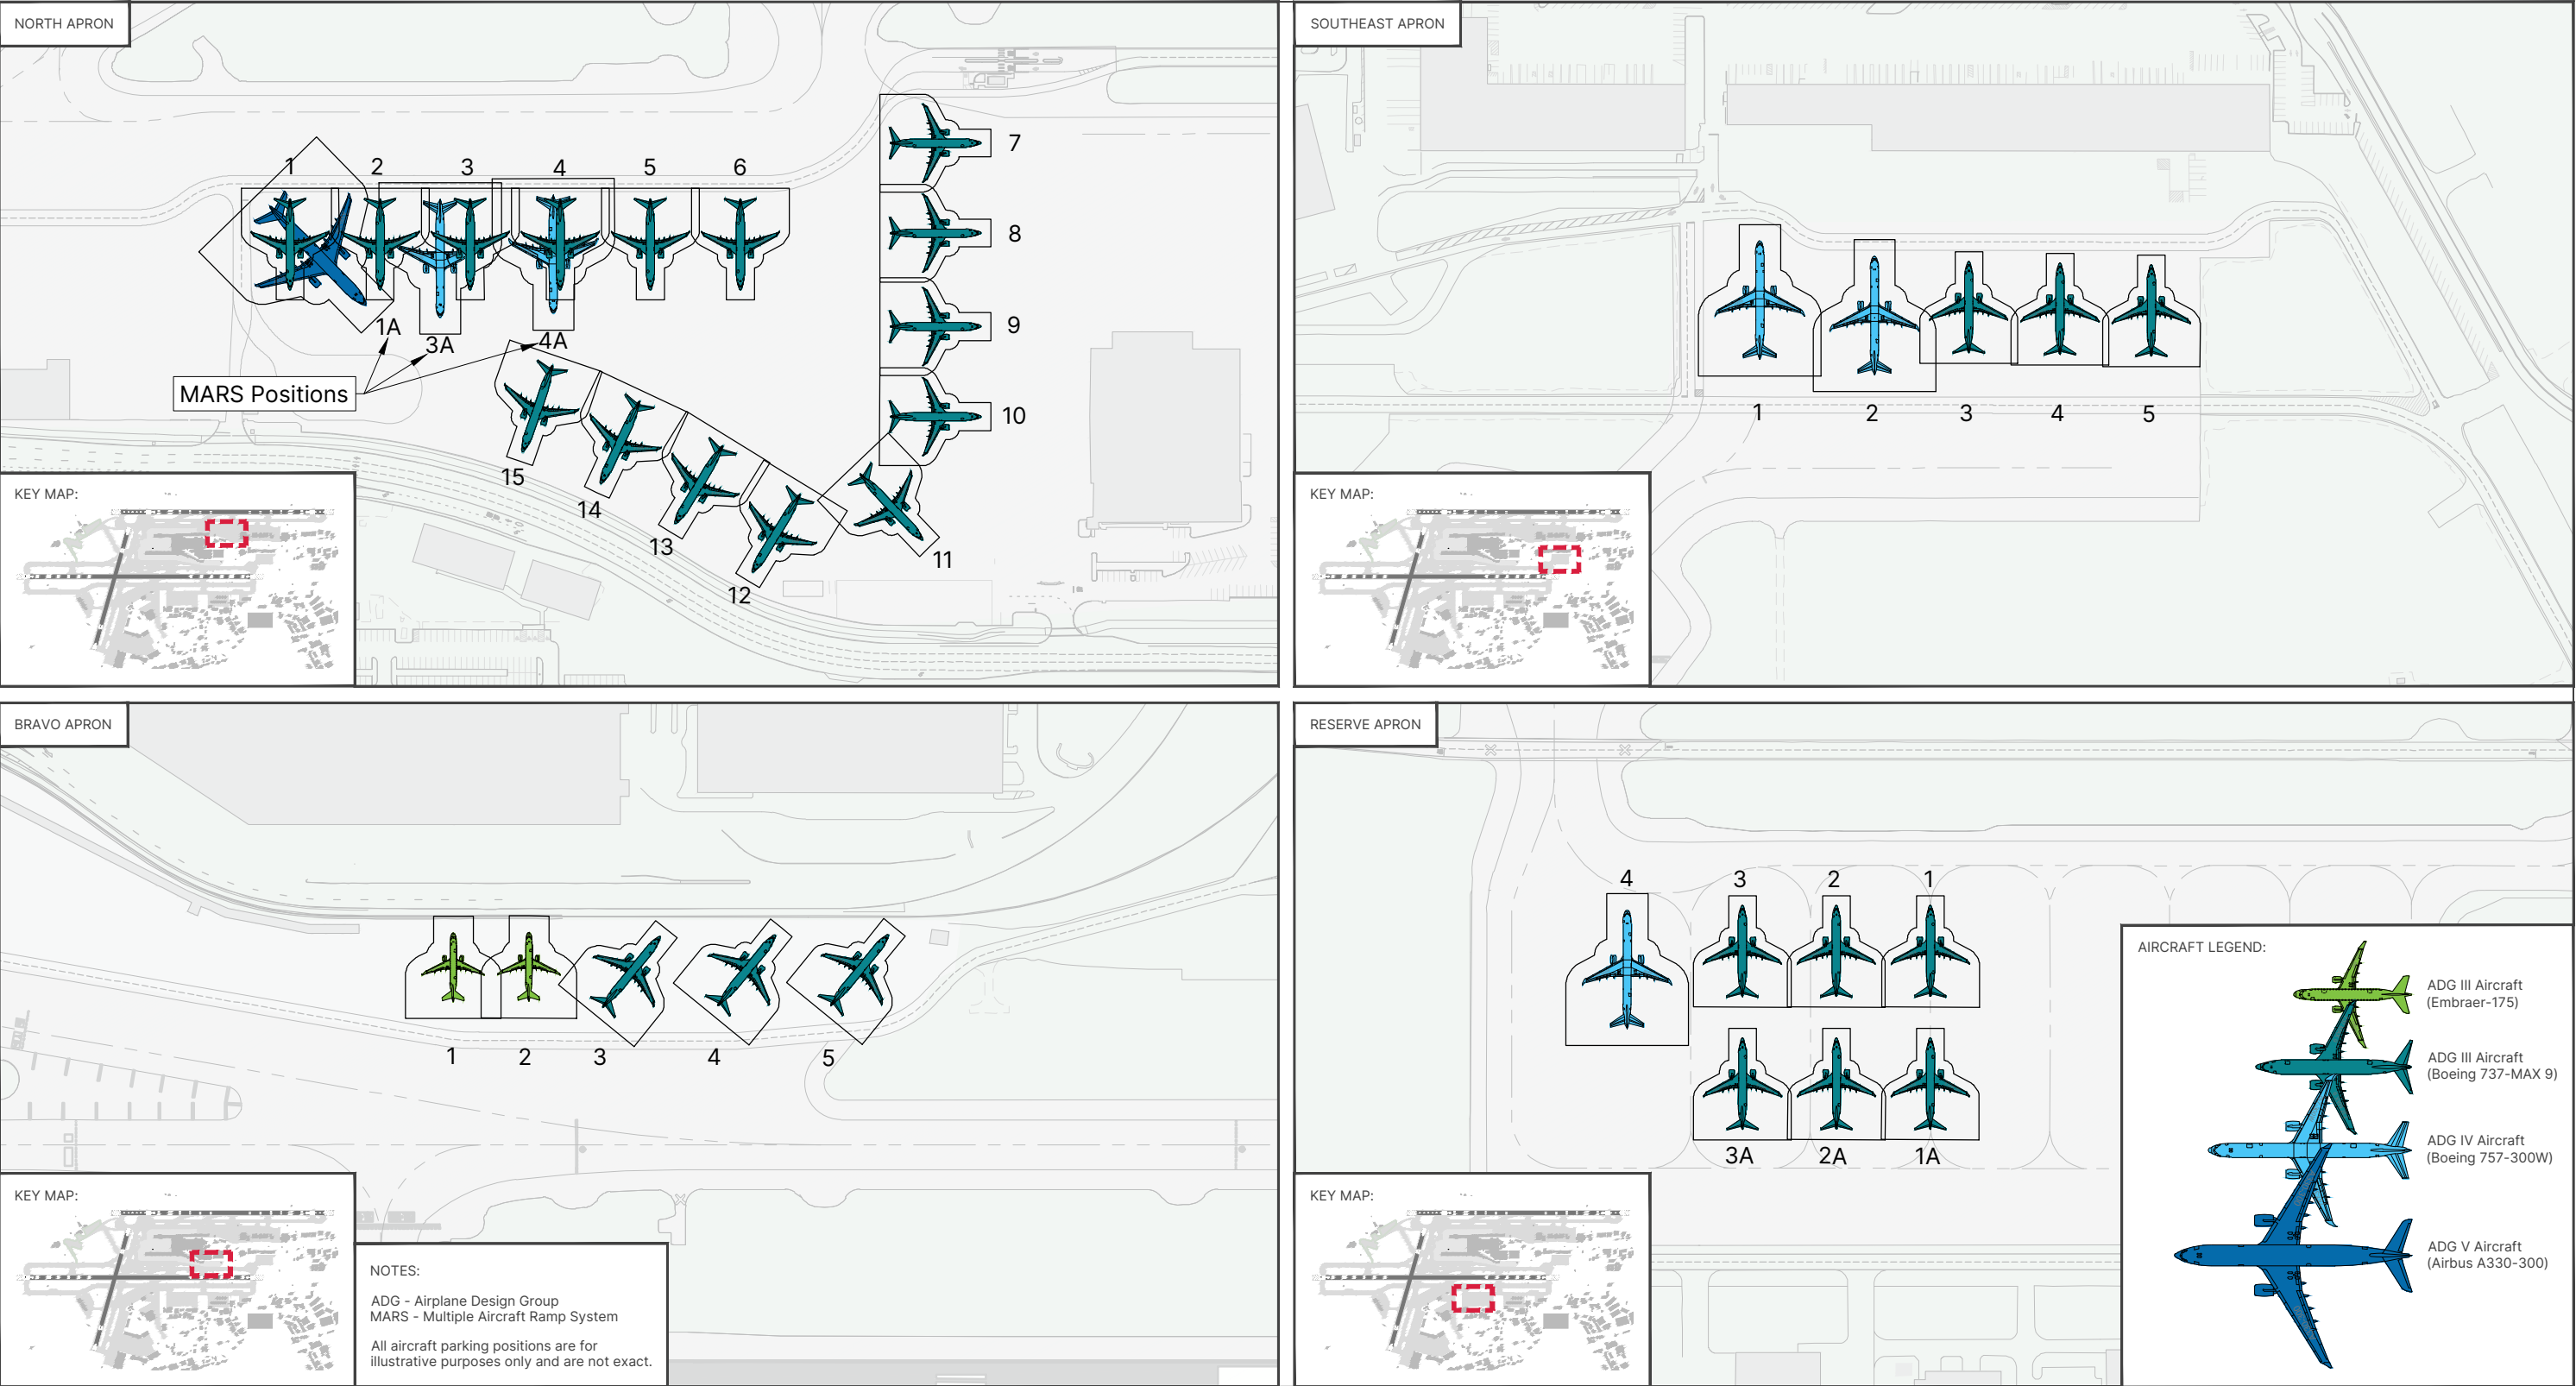 NORTH APRON
1
2
3
4
5
6
7
8
9
10
11
12
13
14
15
1A
3A
4A
MARS Positions
KEY MAP:
SOUTHEAST APRON
1
2
3
4
5
KEY MAP:
BRAVO APRON
1
2
3
4
5
KEY MAP:
NOTES:
ADG - Airplane Design Group
MARS - Multiple Aircraft Ramp System
All aircraft parking positions are for
illustrative purposes only and are not exact.
RESERVE APRON
4
3
2
1
3A
2A
1A
KEY MAP:
AIRCRAFT LEGEND:
ADG III Aircraft
(Embraer-175)
ADG III Aircraft
(Boeing 737-MAX 9)
ADG IV Aircraft
(Boeing 757-300W)
ADG V Aircraft
(Airbus A330-300)